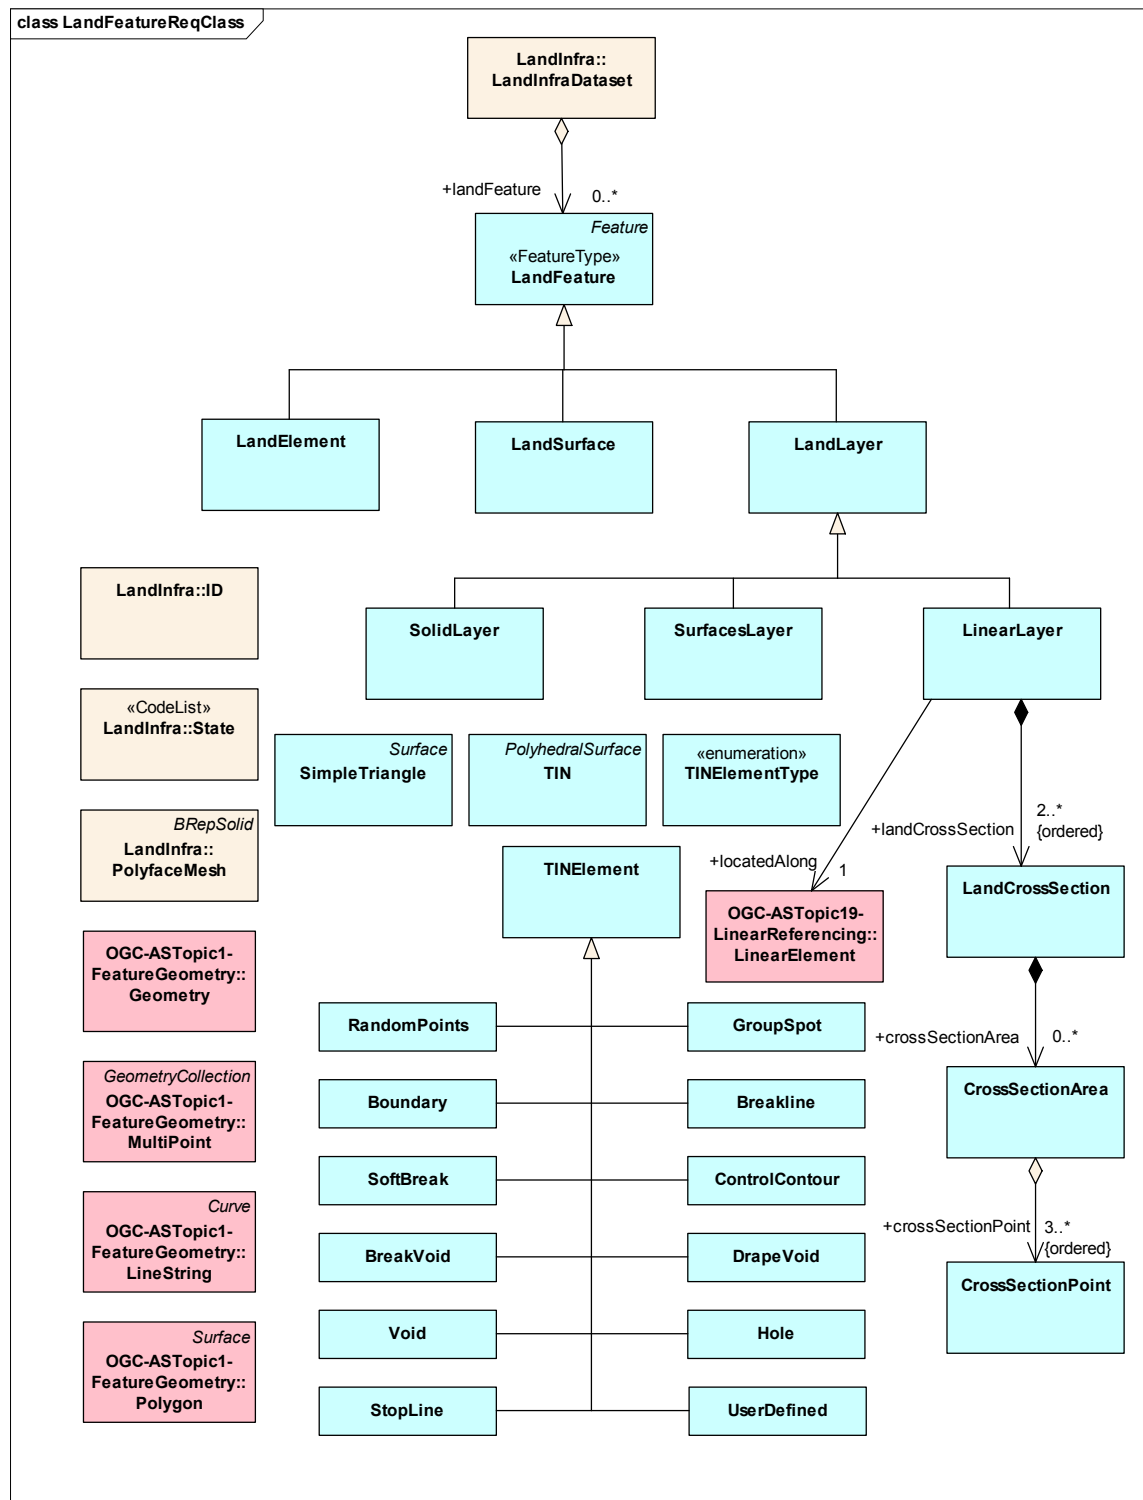 class LandFeatureReqClass
LandInfra::
LandInfraDataset
+landFeature
0..*
Feature
«FeatureType»
LandFeature
LandElement
LandSurface
LandLayer
LandInfra::ID
SolidLayer
SurfacesLayer
LinearLayer
«CodeList»
LandInfra::State
Surface
SimpleTriangle
PolyhedralSurface
TIN
«enumeration»
TINElementType
BRepSolid
LandInfra::
PolyfaceMesh
+landCrossSection
2..*
{ordered}
+locatedAlong
1
TINElement
LandCrossSection
OGC-ASTopic19-
LinearReferencing::
LinearElement
OGC-ASTopic1-
FeatureGeometry::
Geometry
RandomPoints
GroupSpot
+crossSectionArea
0..*
GeometryCollection
OGC-ASTopic1-
FeatureGeometry::
MultiPoint
Boundary
Breakline
CrossSectionArea
SoftBreak
ControlContour
Curve
OGC-ASTopic1-
FeatureGeometry::
LineString
BreakVoid
DrapeVoid
+crossSectionPoint
3..*
{ordered}
CrossSectionPoint
Surface
OGC-ASTopic1-
FeatureGeometry::
Polygon
Void
Hole
StopLine
UserDefined